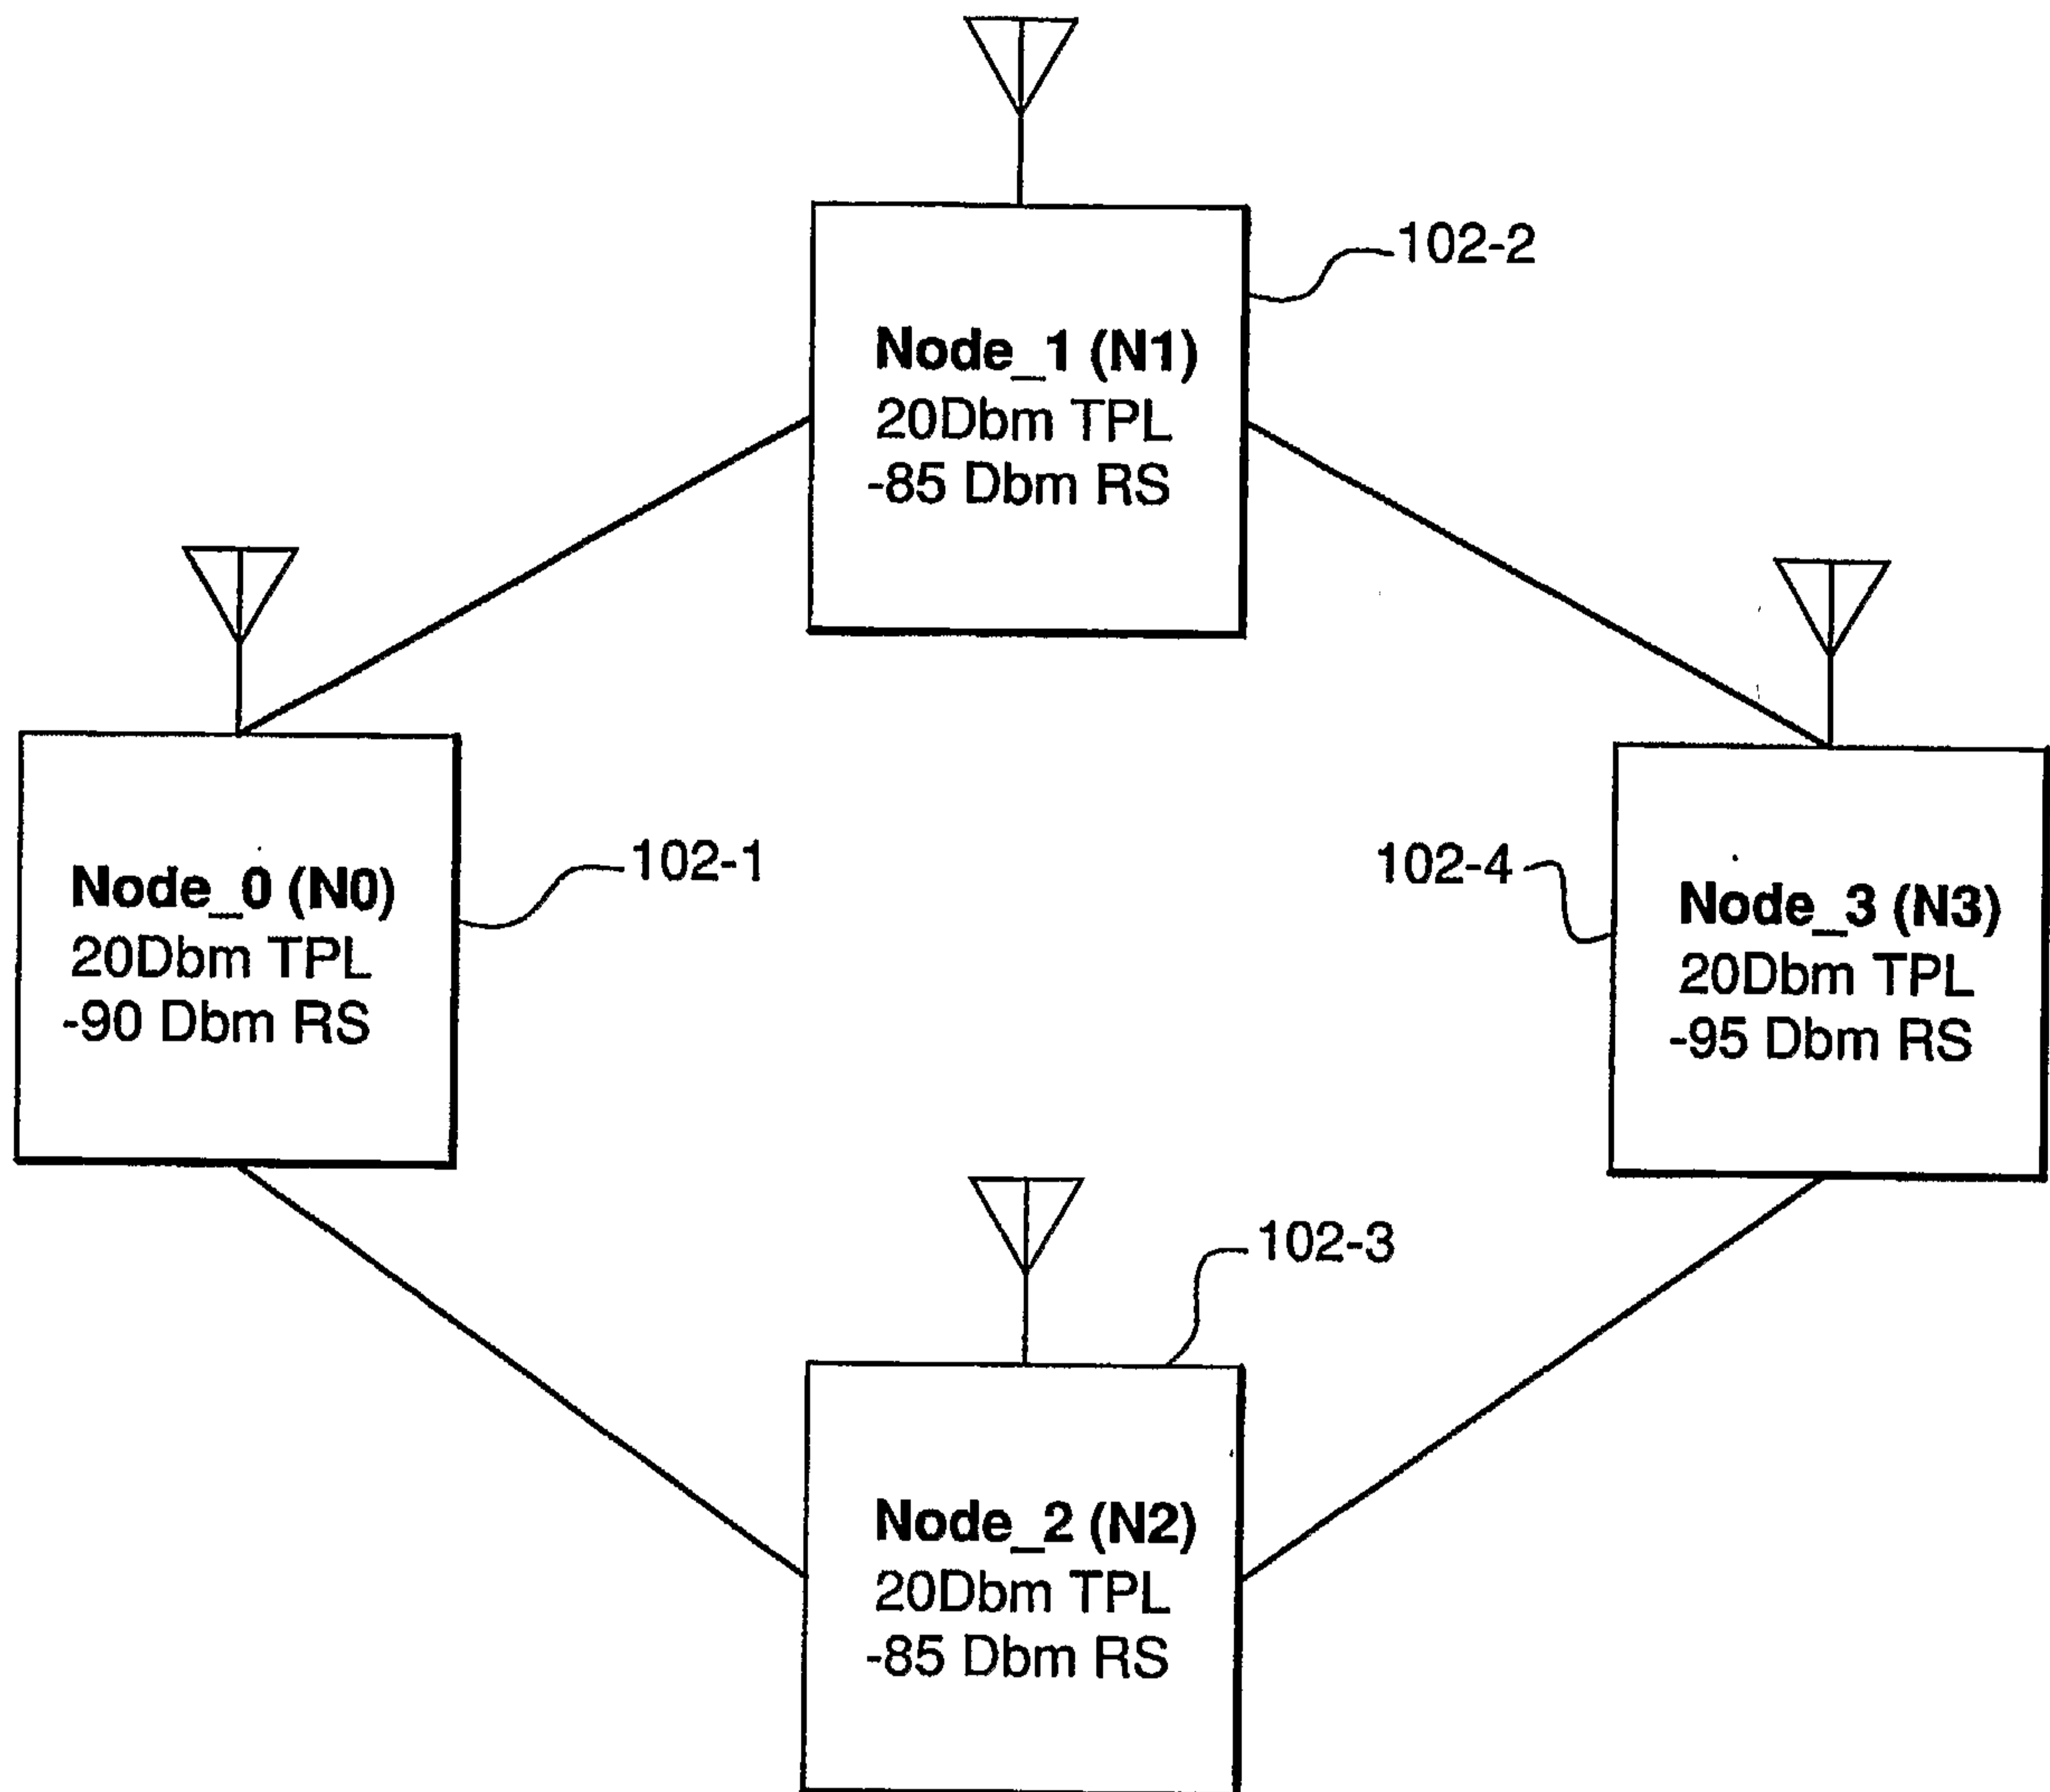 102-2
Node_1 (N1)
20Dbm TPL
-85 Dbm RS
102-1
Node_0 (N0)
20Dbm TPL
-90 Dbm RS
102-4
Node_3 (N3)
20Dbm TPL
-95 Dbm RS
102-3
Node_2 (N2)
20Dbm TPL
-85 Dbm RS